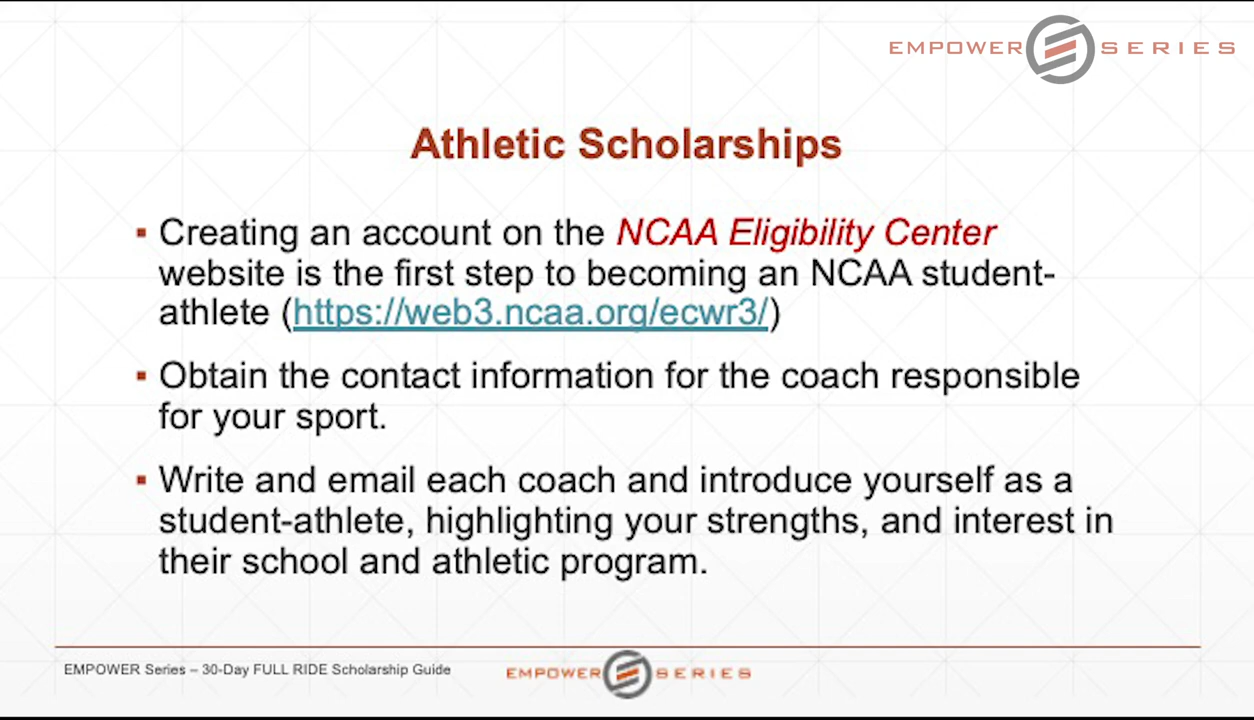 EMPOWER SERIES
Athletic Scholarships
▪ Creating an account on the NCAA Eligibility Center
website is the first step to becoming an NCAA student-
athlete (https://web3.ncaa.org/ecwr3/)
▪ Obtain the contact information for the coach responsible
for your sport.
▪ Write and email each coach and introduce yourself as a
student-athlete, highlighting your strengths, and interest in
their school and athletic program.
EMPOWER Series – 30-Day FULL RIDE Scholarship Guide
EMPOWER SERIES